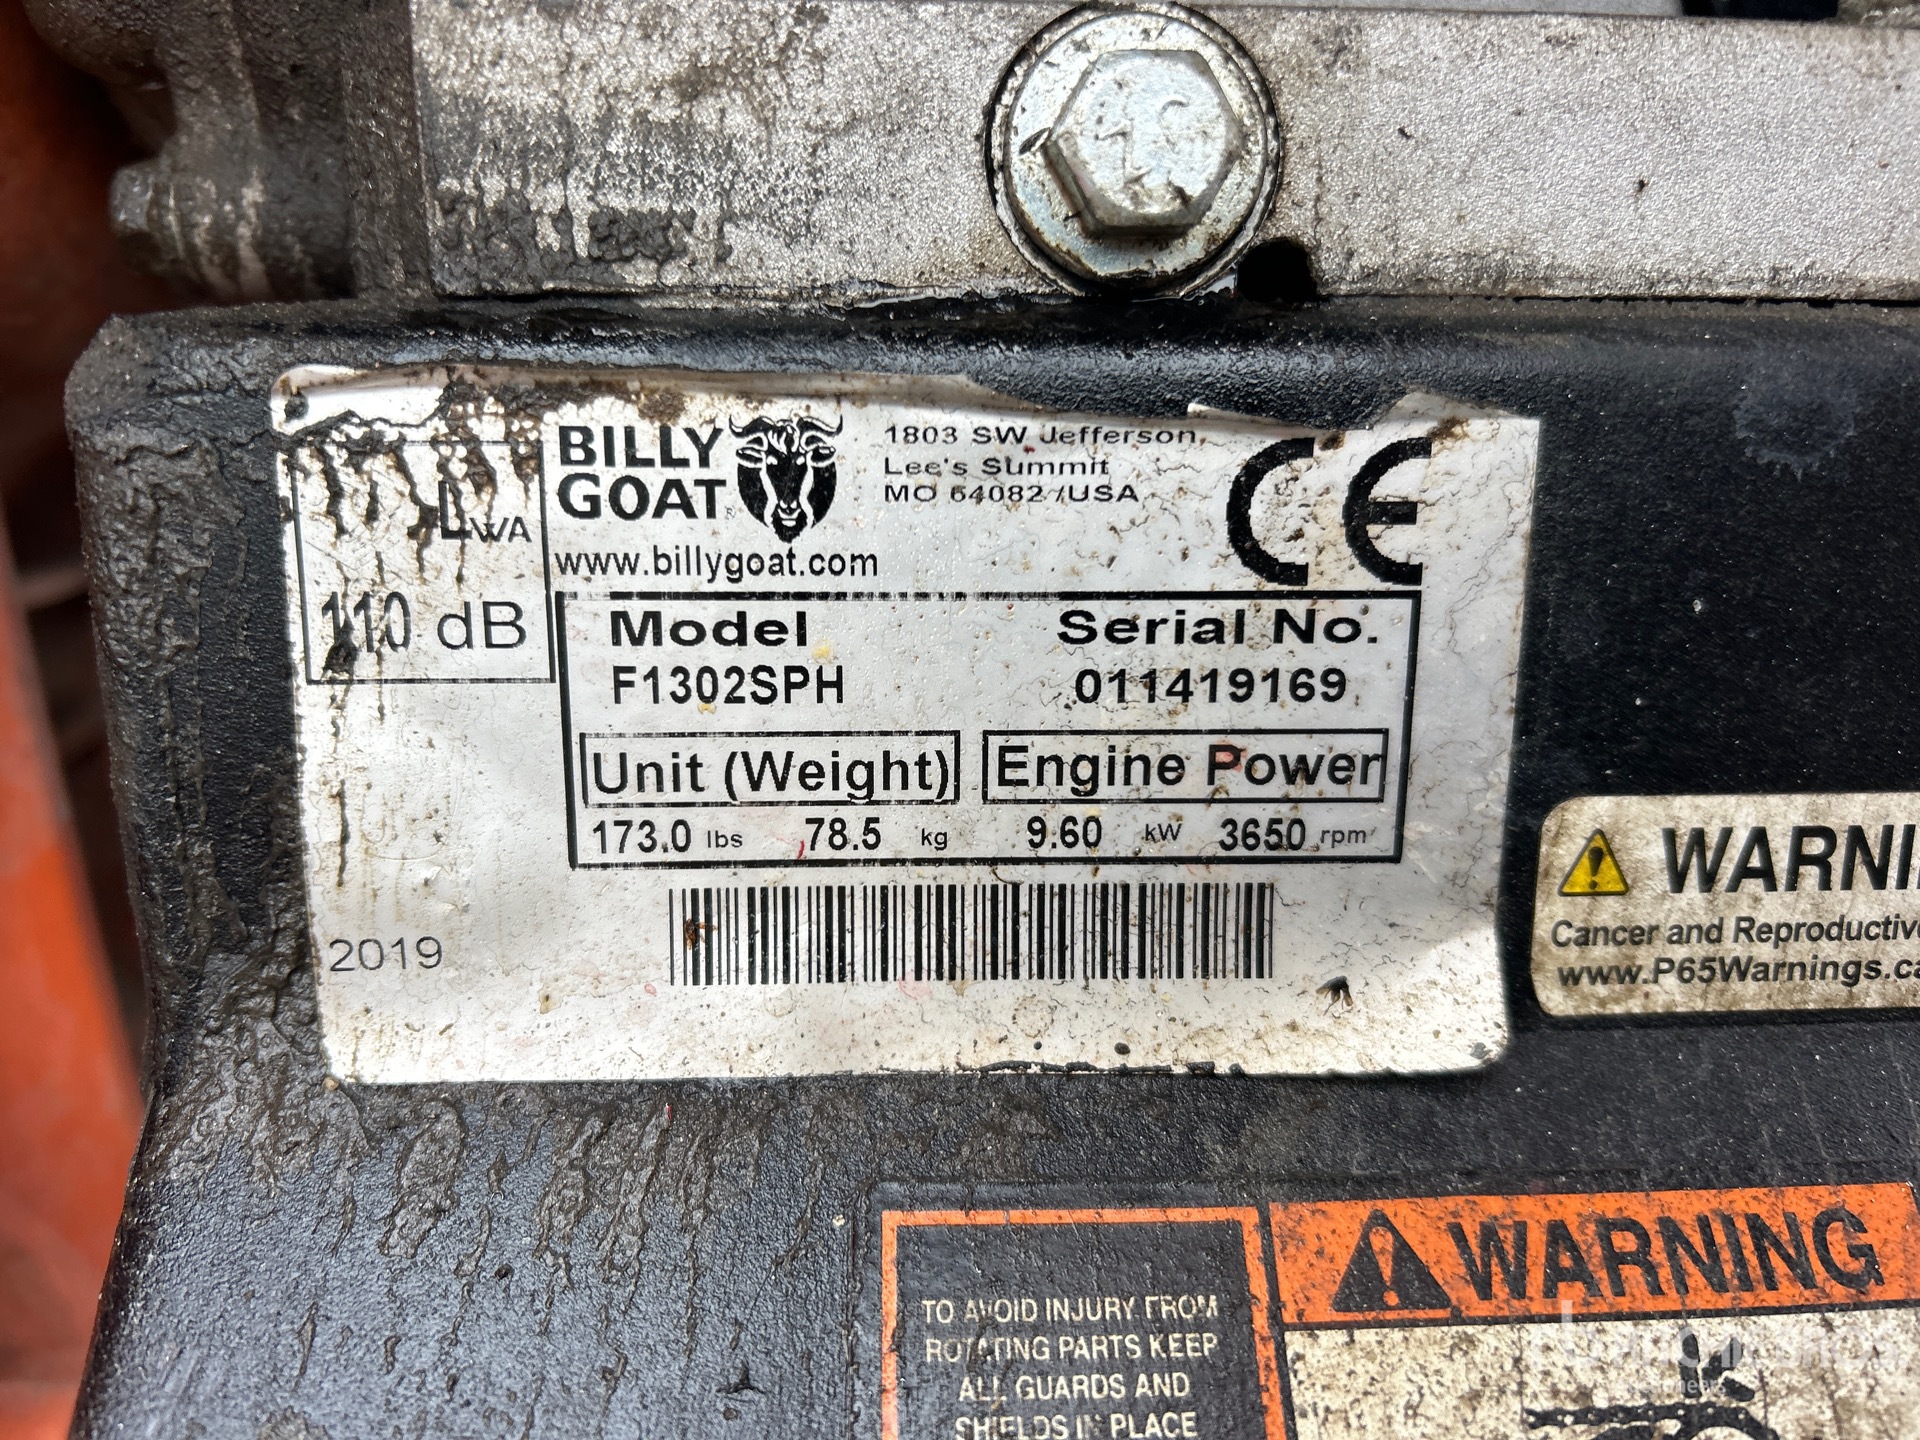 BILLY
GOAT®
1803 SW Jefferson,
Lee's Summit
MO 64082 /USA
CE
www.billygoat.com
LWA
110 dB
Model
Serial No.
F1302SPH
011419169
Unit (Weight)
Engine Power
173.0 lbs 78.5 kg
9.60 kW 3650 rpm
2019
WARNI
Cancer and Reproductive
www.P65Warnings.ca
WARNING
TO AVOID INJURY FROM
ROTATING PARTS KEEP
ALL GUARDS AND
SHIELDS IN PLACE